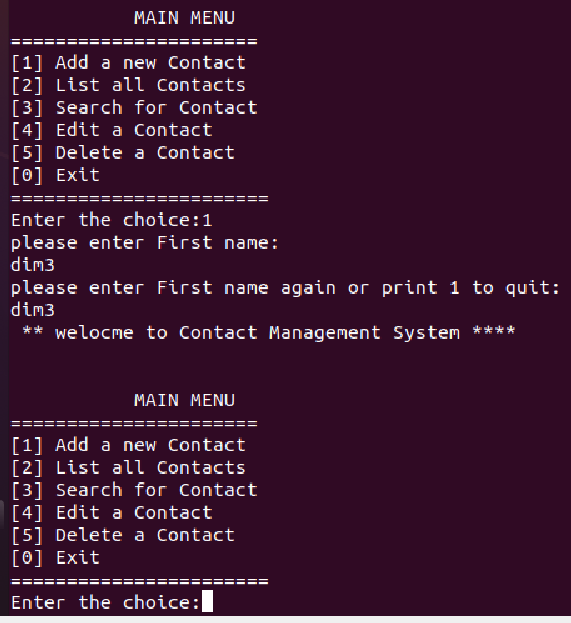 MAIN MENU
======================
[1] Add a new Contact
[2] List all Contacts
[3] Search for Contact
[4] Edit a Contact
[5] Delete a Contact
[0] Exit
=======================
Enter the choice:1
please enter First name:
dim3
please enter First name again or print 1 to quit:
dim3
** welocme to Contact Management System ****
MAIN MENU
======================
[1] Add a new Contact
[2] List all Contacts
[3] Search for Contact
[4] Edit a Contact
[5] Delete a Contact
[0] Exit
=======================
Enter the choice: